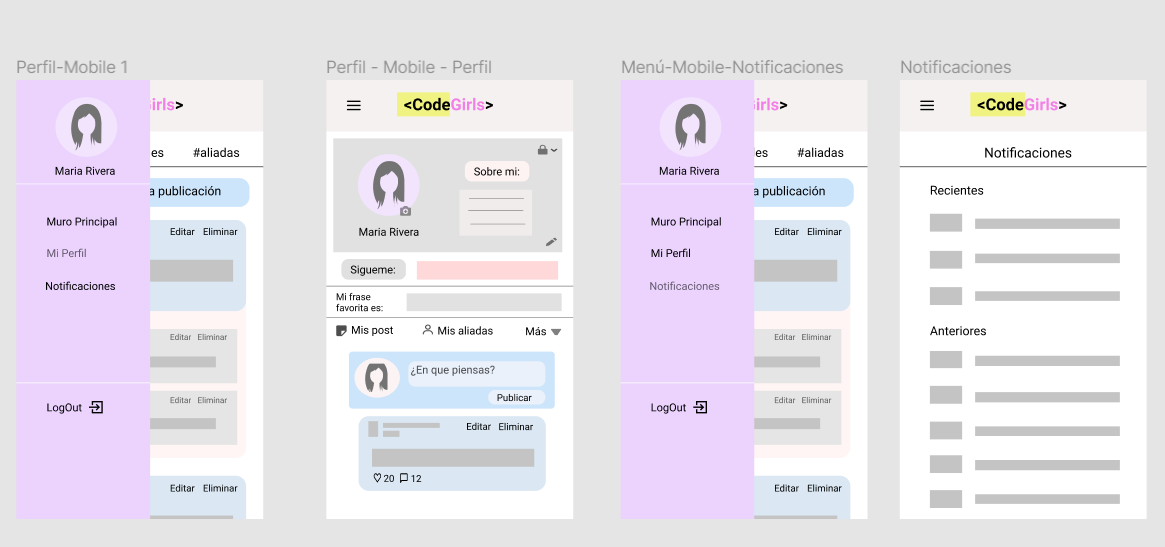 Perfil-Mobile 1
irls>
es #aliadas
Maria Rivera
a publicación
Muro Principal
Editar Eliminar
Mi Perfil
Notificaciones
Editar Eliminar
Editar Eliminar
LogOut
Editar Eliminar
Perfil - Mobile - Perfil
<CodeGirls>
Sobre mi:
Maria Rivera
Sigueme:
Mi frase
favorita es:
Mis post Mis aliadas Más
¿En que piensas?
Publicar
Editar Eliminar
20 12
Menú-Mobile-Notificaciones
irls>
es #aliadas
Maria Rivera
a publicación
Muro Principal
Editar Eliminar
Mi Perfil
Notificaciones
Editar Eliminar
Editar Eliminar
LogOut
Editar Eliminar
Notificaciones
<CodeGirls>
Notificaciones
Recientes
Anteriores